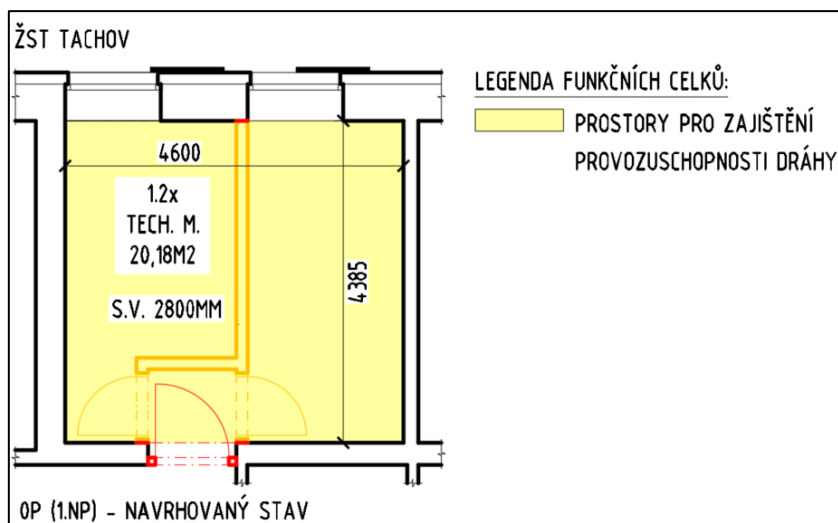 ŽST TACHOV
LEGENDA FUNKČNÍCH CELKŮ:
PROSTORY PRO ZAJIŠTĚNÍ
PROVOZUSCHOPNOSTI DRÁHY
4600
1.2x
TECH. M.
20,18M2
S.V. 2800MM
4385
OP (1.NP) - NAVRHOVANÝ STAV